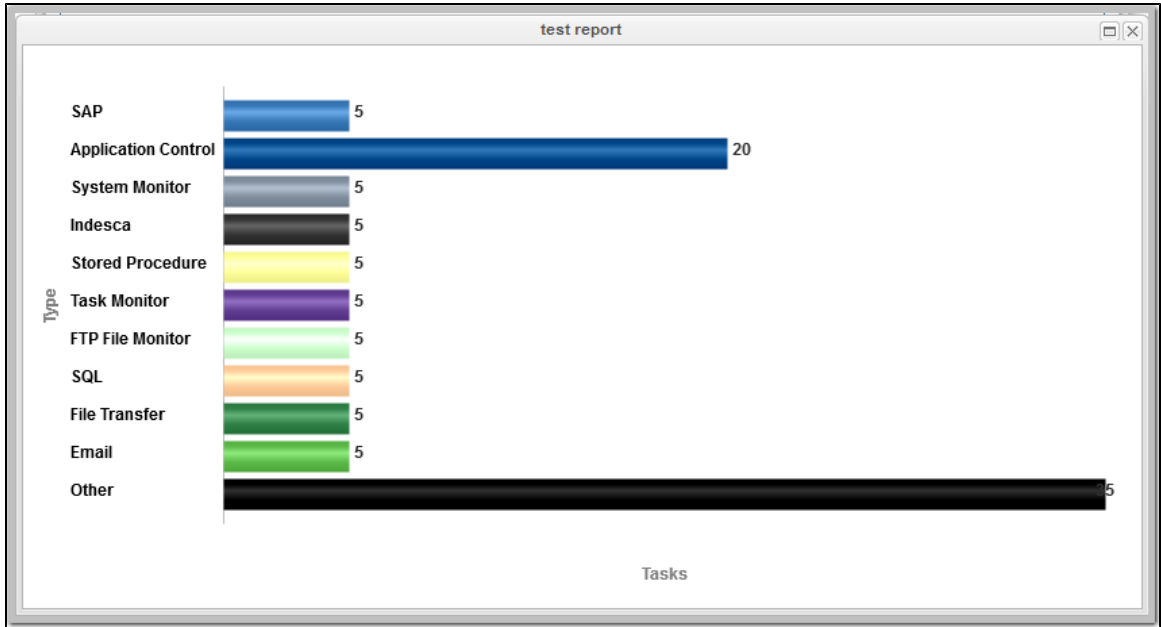 test report
SAP 5
Application Control 20
System Monitor 5
Indesca 5
Stored Procedure 5
Task Monitor 5
FTP File Monitor 5
SQL 5
File Transfer 5
Email 5
Other 35
Type
Tasks